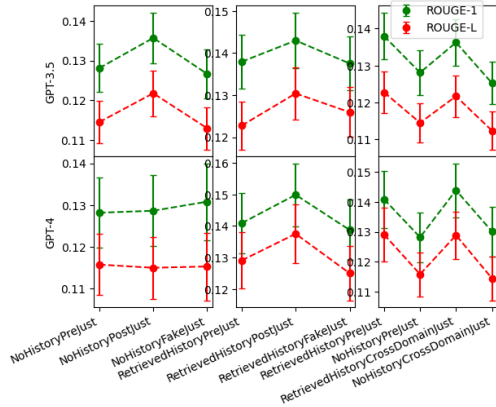 ROUGE-1
ROUGE-L
GPT-3.5
0.14
0.13
0.12
0.11
0.15
0.14
0.13
0.12
0.14
0.13
0.12
0.11
GPT-4
0.14
0.13
0.12
0.11
0.16
0.15
0.14
0.13
0.12
0.15
0.14
0.13
0.12
0.11
NoHistoryPreJust
NoHistoryPostJust
NoHistoryFakeJust
RetrievedHistoryPreJust
RetrievedHistoryPostJust
RetrievedHistoryFakeJust
RetrievedHistoryPreJust
NoHistoryPreJust
RetrievedHistoryCrossDomainJust
NoHistoryCrossDomainJust